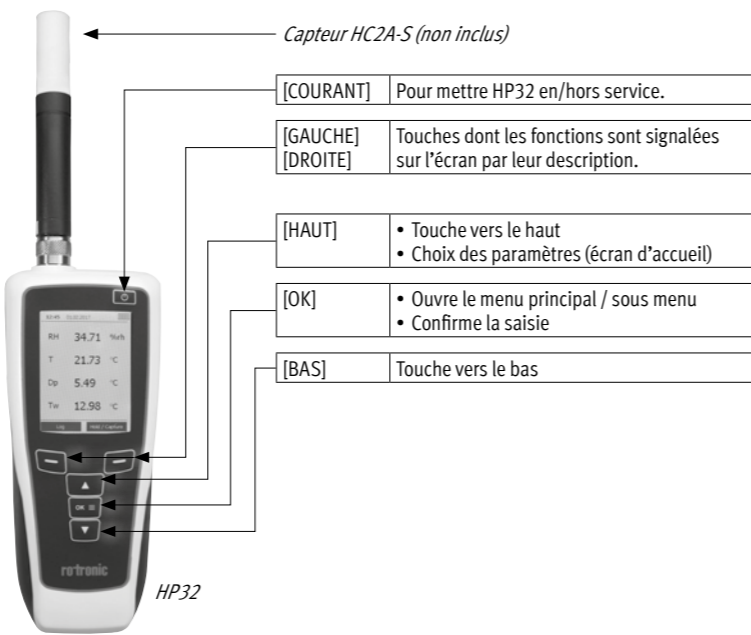 Capteur HC2A-S (non inclus)
[COURANT] Pour mettre HP32 en/hors service.
[GAUCHE] Touches dont les fonctions sont signalées
[DROITE] sur l'écran par leur description.
[HAUT] • Touche vers le haut
• Choix des paramètres (écran d'accueil)
[OK] • Ouvre le menu principal / sous menu
• Confirme la saisie
[BAS] Touche vers le bas
RH 34.71 %rh
T 21.73 °C
Dp 5.49 °C
Tw 12.98 °C
Log Hold / Capture
OK
rotronic
HP32